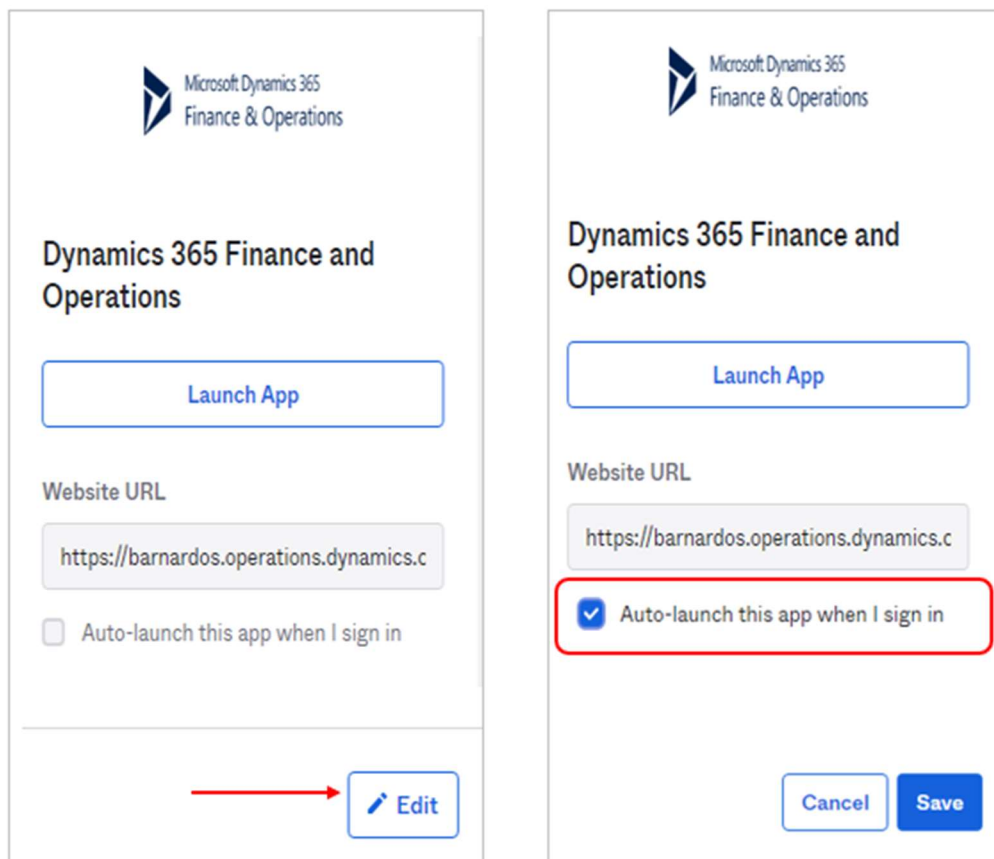 Microsoft Dynamics 365
Finance & Operations
Dynamics 365 Finance and
Operations
Launch App
Website URL
https://barnardos.operations.dynamics.c
Auto-launch this app when I sign in
Edit
Microsoft Dynamics 365
Finance & Operations
Dynamics 365 Finance and
Operations
Launch App
Website URL
https://barnardos.operations.dynamics.c
Auto-launch this app when I sign in
Cancel
Save